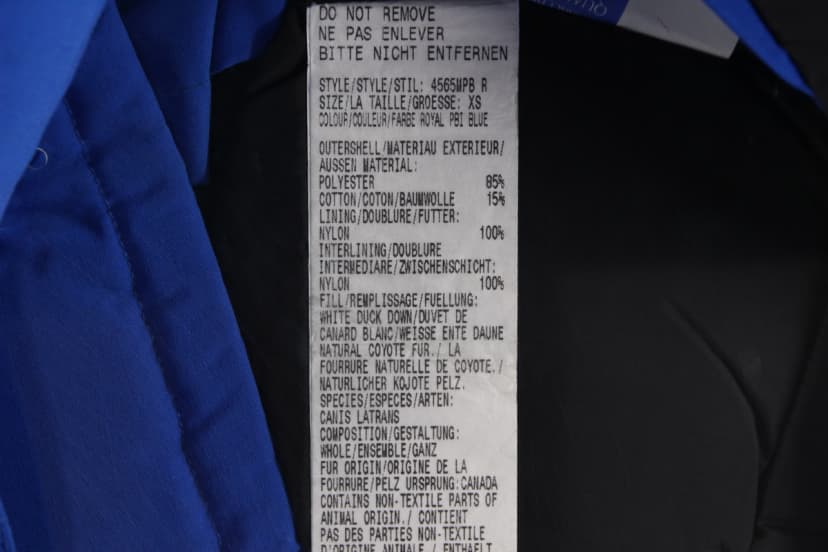 DO NOT REMOVE
NE PAS ENLEVER
BITTE NICHT ENTFERNEN
STYLE/STYLE/STIL: 4565MPB R
SIZE/LA TAILLE/GROESSE: XS
COLOUR/COULEUR/FARBE ROYAL PBI BLUE
OUTERSHELL/MATERIAU EXTERIEUR/
AUSSEN MATERIAL:
POLYESTER 85%
COTTON/COTON/BAUMWOLLE 15%
LINING/DOUBLURE/FUTTER:
NYLON 100%
INTERLINING/DOUBLURE
INTERMEDIARE/ZWISCHENSCHICHT:
NYLON 100%
FILL/REMPLISSAGE/FUELLUNG:
WHITE DUCK DOWN/DUVET DE
CANARD BLANC/WEISSE ENTE DAUNE
NATURAL COYOTE FUR./ LA
FOURRURE NATURELLE DE COYOTE./
NATURLICHER KOJOTE PELZ.
SPECIES/ESPECES/ARTEN:
CANIS LATRANS
COMPOSITION/GESTALTUNG:
WHOLE/ENSEMBLE/GANZ
FUR ORIGIN/ORIGINE DE LA
FOURRURE/PELZ URSPRUNG:CANADA
CONTAINS NON-TEXTILE PARTS OF
ANIMAL ORIGIN./ CONTIENT
PAS DES PARTIES NON-TEXTILE
D'ORIGINE ANIMALE./ ENTHAELT